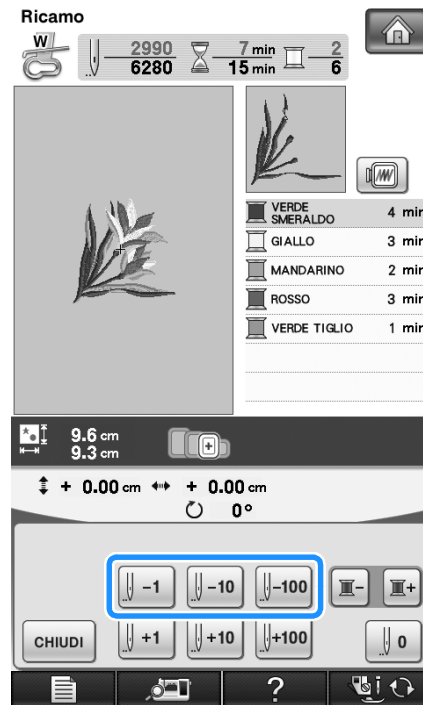 Ricamo
W
2990 7 min 2
6280 15 min 6
VERDE SMERALDO 4 min
GIALLO 3 min
MANDARINO 2 min
ROSSO 3 min
VERDE TIGLIO 1 min
9.6 cm
9.3 cm
+ 0.00 cm + 0.00 cm
0°
-1 -10 -100 - +
CHIUDI +1 +10 +100 0
?